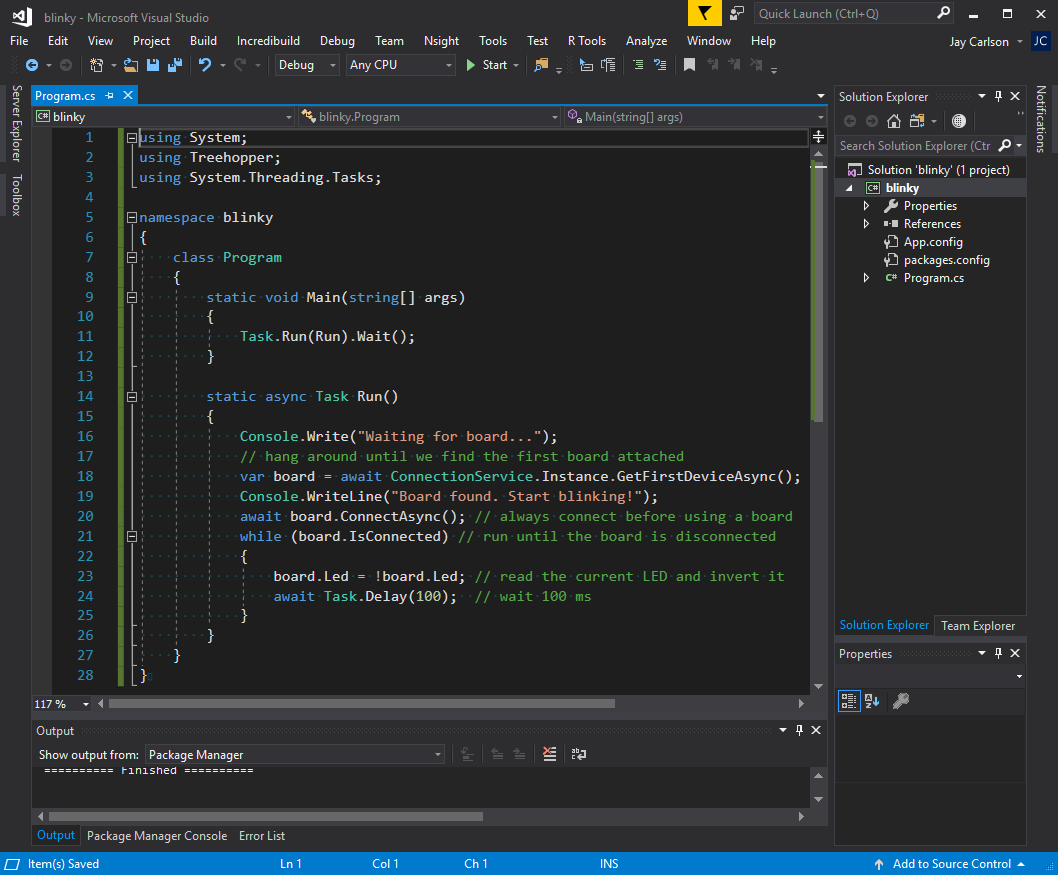 blinky - Microsoft Visual Studio
Quick Launch (Ctrl+Q)
File Edit View Project Build Incredibuild Debug Team Nsight Tools Test R Tools Analyze Window Help
Jay Carlson JC
Debug Any CPU Start
Server Explorer
Toolbox
Program.cs
C# blinky blinky.Program Main(string[] args)
1 using System;
2 using Treehopper;
3 using System.Threading.Tasks;
4
5 namespace blinky
6 {
7 class Program
8 {
9 static void Main(string[] args)
10 {
11 Task.Run(Run).Wait();
12 }
13
14 static async Task Run()
15 {
16 Console.Write("Waiting for board...");
17 // hang around until we find the first board attached
18 var board = await ConnectionService.Instance.GetFirstDeviceAsync();
19 Console.WriteLine("Board found. Start blinking!");
20 await board.ConnectAsync(); // always connect before using a board
21 while (board.IsConnected) // run until the board is disconnected
22 {
23 board.Led = !board.Led; // read the current LED and invert it
24 await Task.Delay(100); // wait 100 ms
25 }
26 }
27 }
28 }
117 %
Output
Show output from: Package Manager
========== Finished ==========
Output Package Manager Console Error List
Solution Explorer
Search Solution Explorer (Ctr
Solution 'blinky' (1 project)
C# blinky
Properties
References
App.config
packages.config
C# Program.cs
Solution Explorer Team Explorer
Properties
Notifications
Item(s) Saved Ln 1 Col 1 Ch 1 INS Add to Source Control